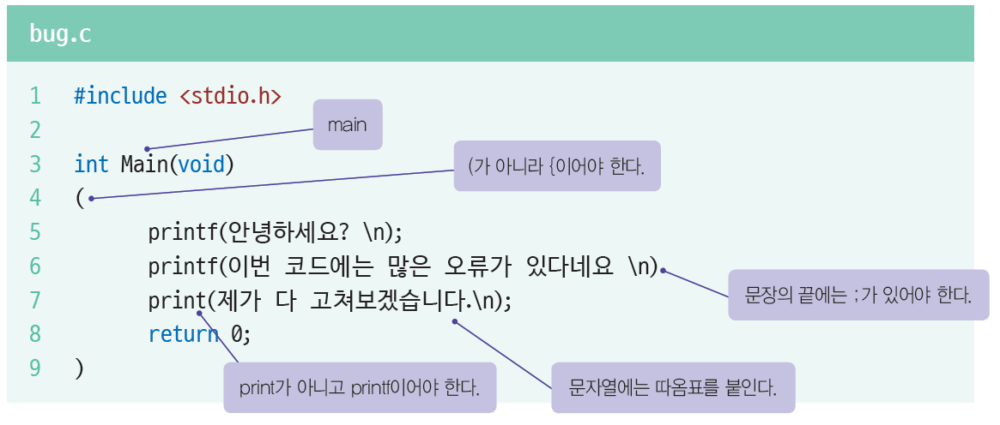 bug.c
1 #include <stdio.h>
2
main
3 int Main(void)
(가 아니라 {이어야 한다.
4 (
5 printf(안녕하세요? \n);
6 printf(이번 코드에는 많은 오류가 있다네요 \n)
문장의 끝에는 ;가 있어야 한다.
7 print(제가 다 고쳐보겠습니다.\n);
8 return 0;
9 )
print가 아니고 printf이어야 한다.
문자열에는 따옴표를 붙인다.